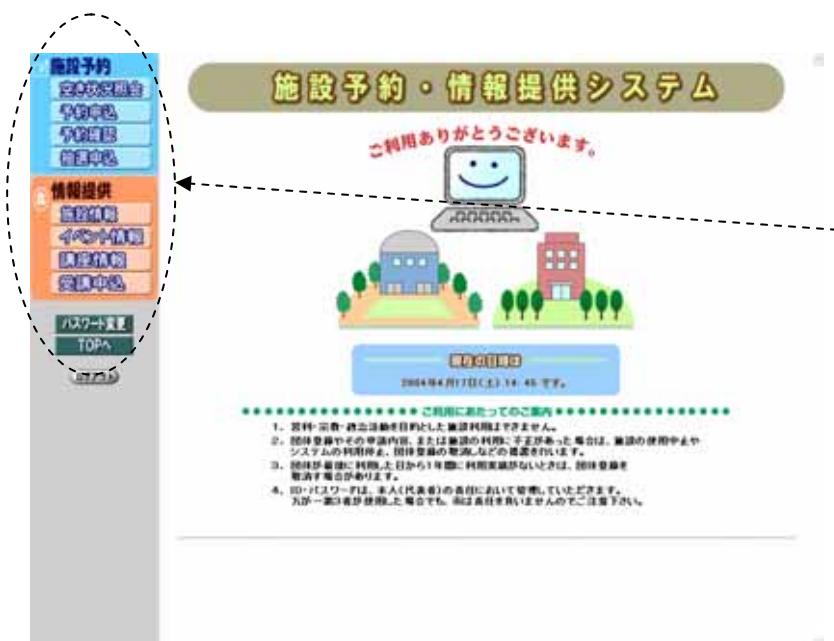 施設予約
空き状況照会
予約申込
予約確認
抽選申込
情報提供
施設情報
イベント情報
講座情報
受講申込
パスワード変更
TOPへ
ログアウト
施設予約・情報提供システム
ご利用ありがとうございます。
現在の日時は
2004年4月17日(土) 14:45 です。
ご利用にあたってのご案内
1. 営利・宗教・政治活動を目的とした施設利用はできません。
2. 団体登録やその申請内容、または施設の利用に不正があった場合は、施設の使用中止や
システムの利用停止、団体登録の取消しなどの措置を行います。
3. 団体が最後に利用した日から1年間に利用実績がないときは、団体登録を
取消す場合があります。
4. ID・パスワードは、本人(代表者)の責任において管理していただきます。
万が一第3者が使用した場合でも、市は責任を負いませんのでご注意下さい。